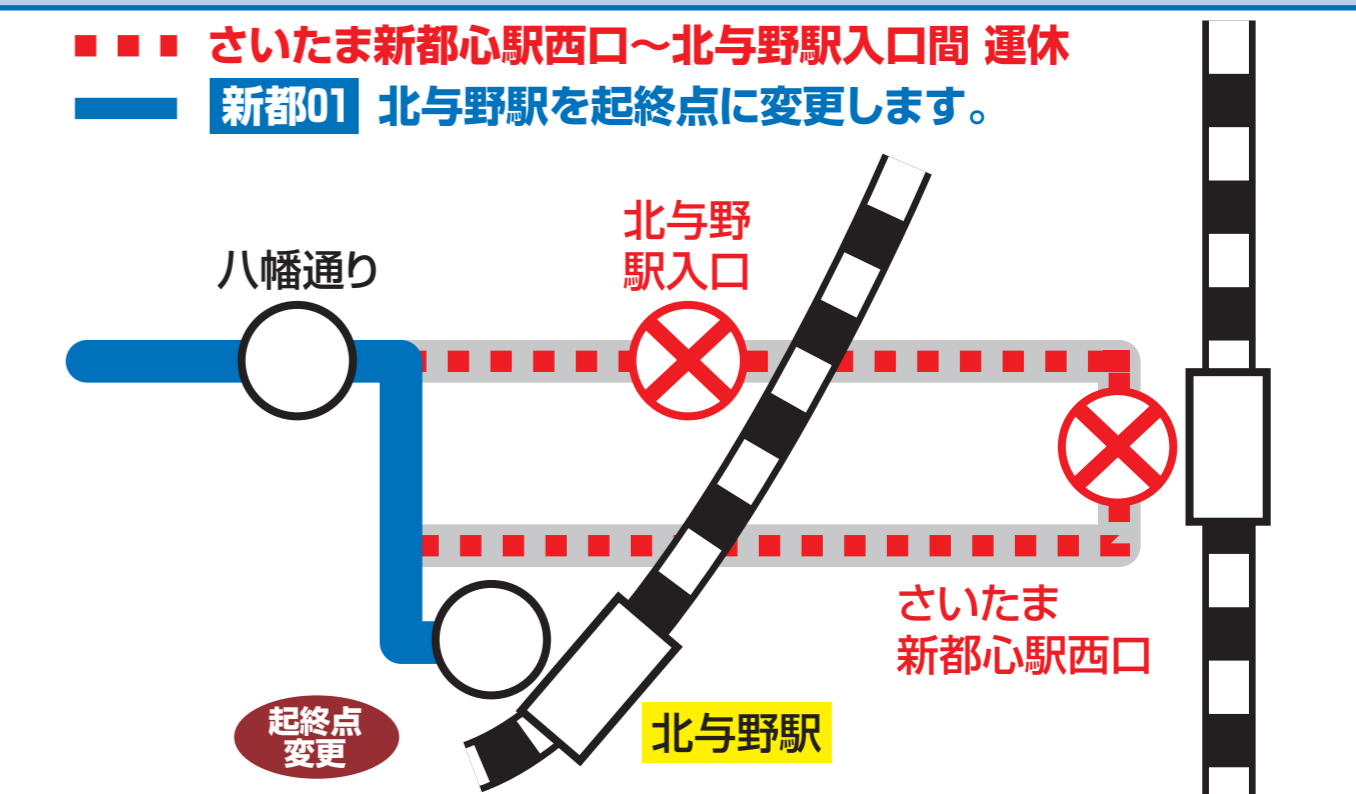 さいたま新都心駅西口～北与野駅入口間 運休
新都01 北与野駅を起終点に変更します。
北与野
駅入口
八幡通り
さいたま
新都心駅西口
起終点
変更
北与野駅